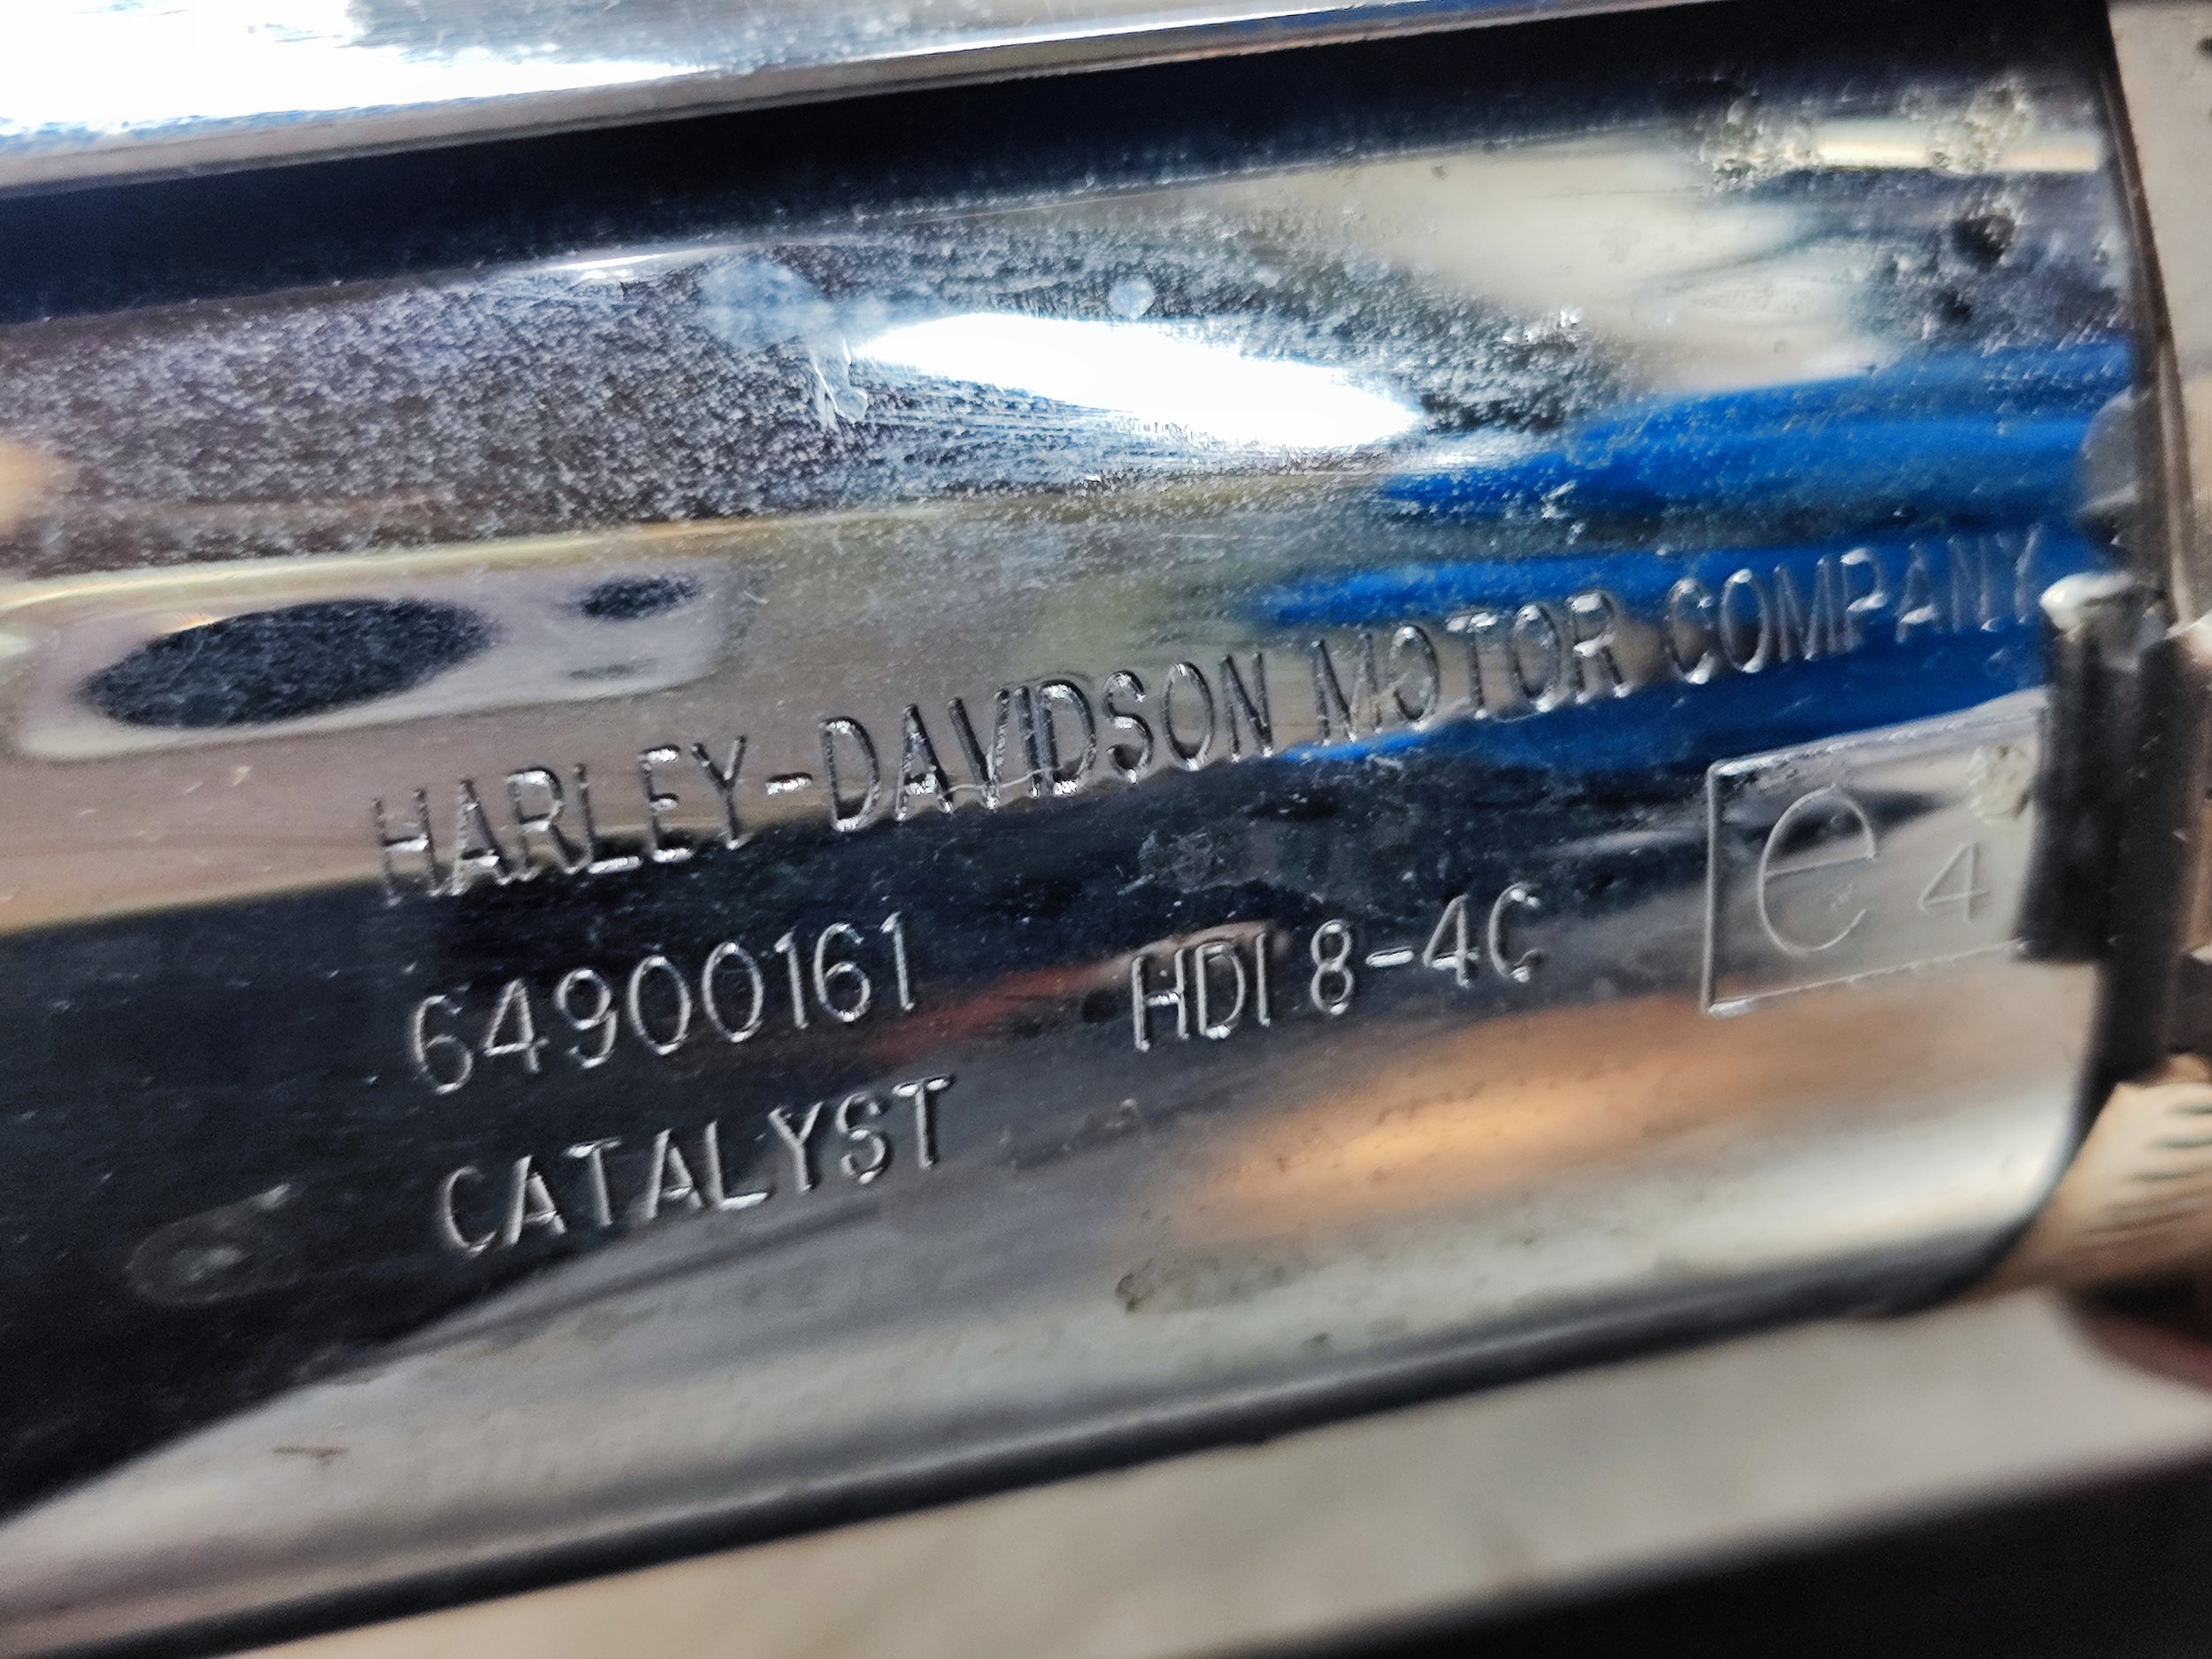 HARLEY-DAVIDSON MOTOR COMPANY
64900161 HDI 8-4C e 4
CATALYST